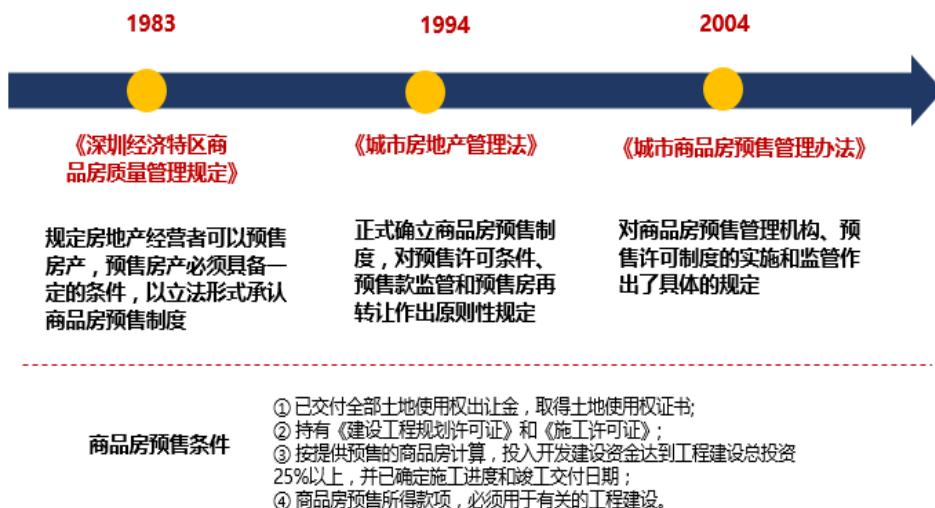 1983
1994
2004
《深圳经济特区商
品房质量管理规定》
《城市房地产管理法》
《城市商品房预售管理办法》
规定房地产经营者可以预售
房产，预售房产必须具备一
定的条件，以立法形式承认
商品房预售制度
正式确立商品房预售制
度，对预售许可条件、
预售款监管和预售房再
转让作出原则性规定
对商品房预售管理机构、预
售许可制度的实施和监管作
出了具体的规定
商品房预售条件
① 已交付全部土地使用权出让金，取得土地使用权证书;
② 持有《建设工程规划许可证》和《施工许可证》;
③ 按提供预售的商品房计算，投入开发建设资金达到工程建设总投资
25%以上，并已确定施工进度和竣工交付日期；
④ 商品房预售所得款项，必须用于有关的工程建设。